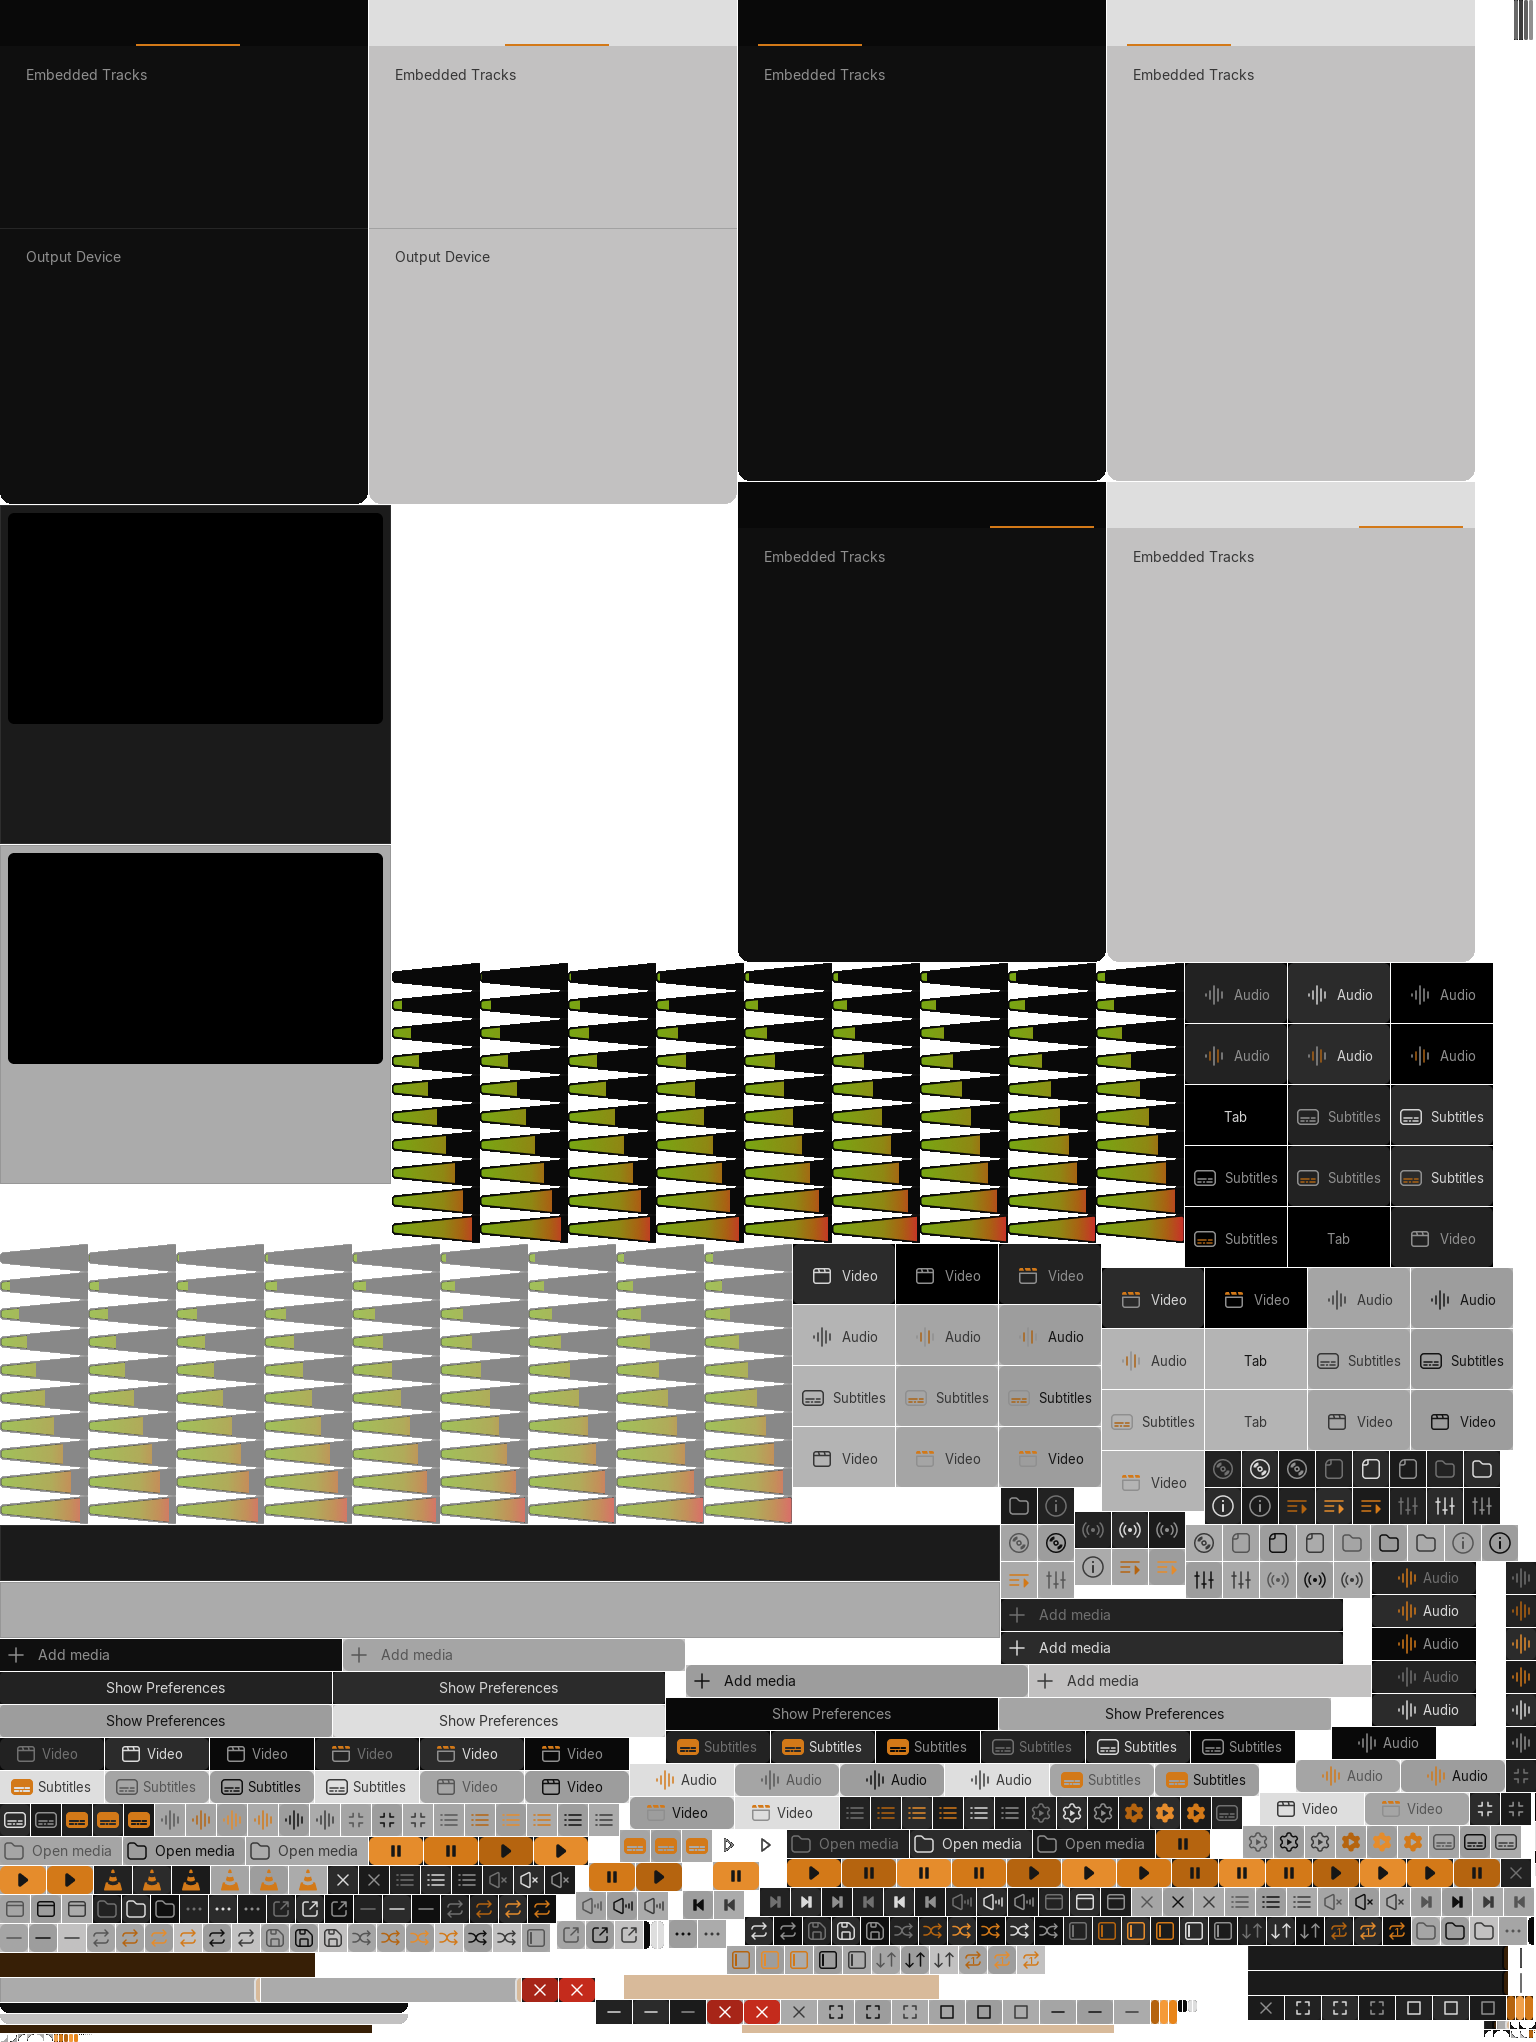 Embedded Tracks Embedded Tracks Embedded Tracks Embedded Tracks
Output Device Output Device
Embedded Tracks Embedded Tracks
Audio Audio Audio
Audio Audio Audio
Tab Subtitles Subtitles
Subtitles Subtitles Subtitles
Subtitles Tab Video
Video Video Video
Video Video Audio Audio
Audio Audio Audio
Audio Tab Subtitles Subtitles
Subtitles Subtitles Subtitles
Subtitles Tab Video Video
Video Video Video
Video
Audio
Add media
Audio
Add media
Audio
Add media Add media
Audio
Add media Add media
Show Preferences Show Preferences
Audio
Show Preferences Show Preferences
Show Preferences Show Preferences
Audio
Subtitles Subtitles Subtitles Subtitles Subtitles Subtitles
Video Video Video Video Video Video
Audio Audio
Audio Audio Audio Audio Subtitles Subtitles
Subtitles Subtitles Subtitles Subtitles Video Video
Video Video
Video Video
Open media Open media Open media
Open media Open media Open media